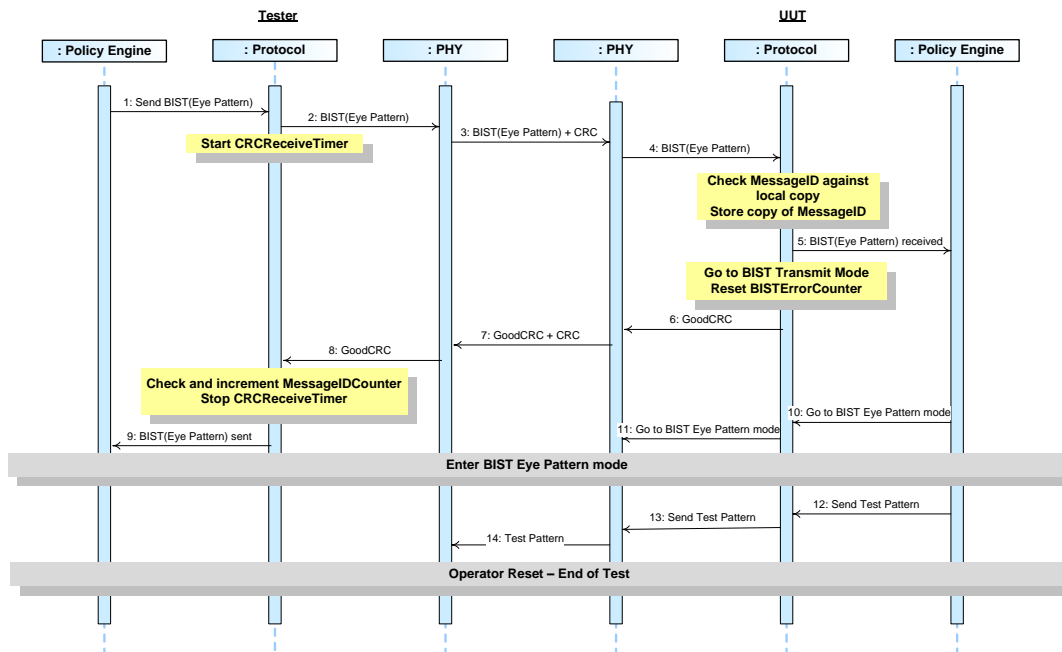 Tester
UUT
: Policy Engine
: Protocol
: PHY
: PHY
: Protocol
: Policy Engine
1: Send BIST(Eye Pattern)
2: BIST(Eye Pattern)
Start CRCReceiveTimer
3: BIST(Eye Pattern) + CRC
4: BIST(Eye Pattern)
Check MessageID against
local copy
Store copy of MessageID
5: BIST(Eye Pattern) received
Go to BIST Transmit Mode
Reset BISTErrorCounter
6: GoodCRC
7: GoodCRC + CRC
8: GoodCRC
Check and increment MessageIDCounter
Stop CRCReceiveTimer
10: Go to BIST Eye Pattern mode
11: Go to BIST Eye Pattern mode
9: BIST(Eye Pattern) sent
Enter BIST Eye Pattern mode
12: Send Test Pattern
13: Send Test Pattern
14: Test Pattern
Operator Reset – End of Test